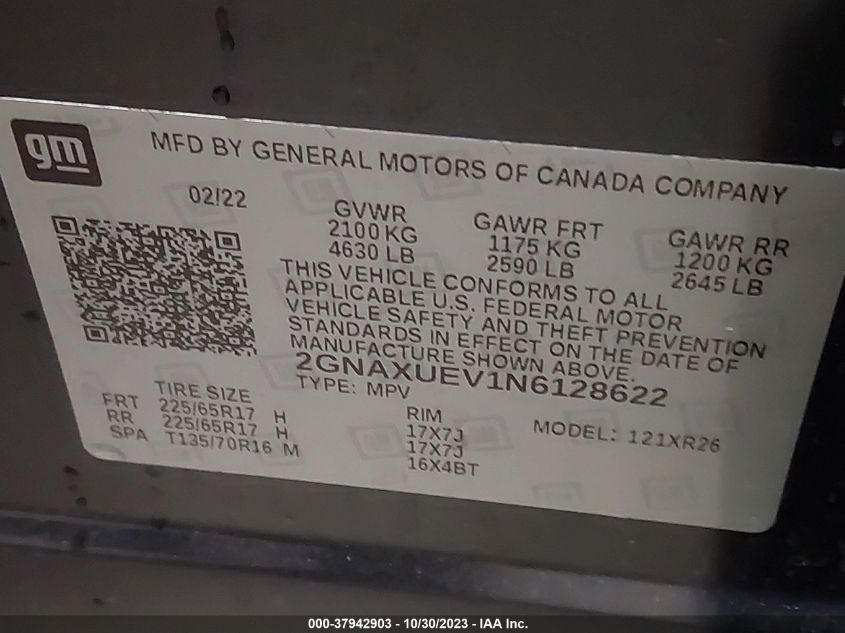 gm
MFD BY GENERAL MOTORS OF CANADA COMPANY
02/22
GVWR
2100 KG
4630 LB
GAWR FRT
1175 KG
2590 LB
GAWR RR
1200 KG
2645 LB
THIS VEHICLE CONFORMS TO ALL
APPLICABLE U.S. FEDERAL MOTOR
VEHICLE SAFETY AND THEFT PREVENTION
STANDARDS IN EFFECT ON THE DATE OF
MANUFACTURE SHOWN ABOVE.
2GNAXUEV1N6128622
TYPE: MPV
MODEL: 121XR26
TIRE SIZE
RIM
FRT 225/65R17 H 17X7J
RR 225/65R17 H 17X7J
SPA T135/70R16 M 16X4BT
000-37942903 - 10/30/2023 - IAA Inc.